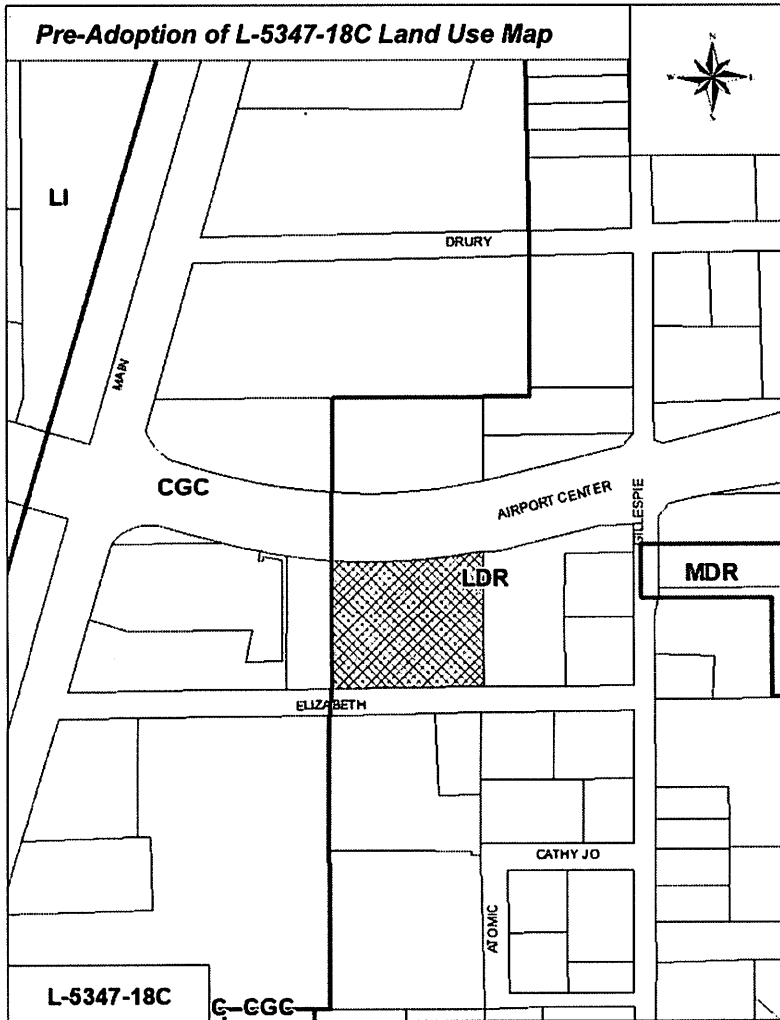 Pre-Adoption of L-5347-18C Land Use Map
N
W E
S
LI
DRURY
MAIN
CGC
AIRPORT CENTER
GILLESPIE
LDR
MDR
ELIZABETH
CATHY JO
ATOMIC
L-5347-18C
C-CGC